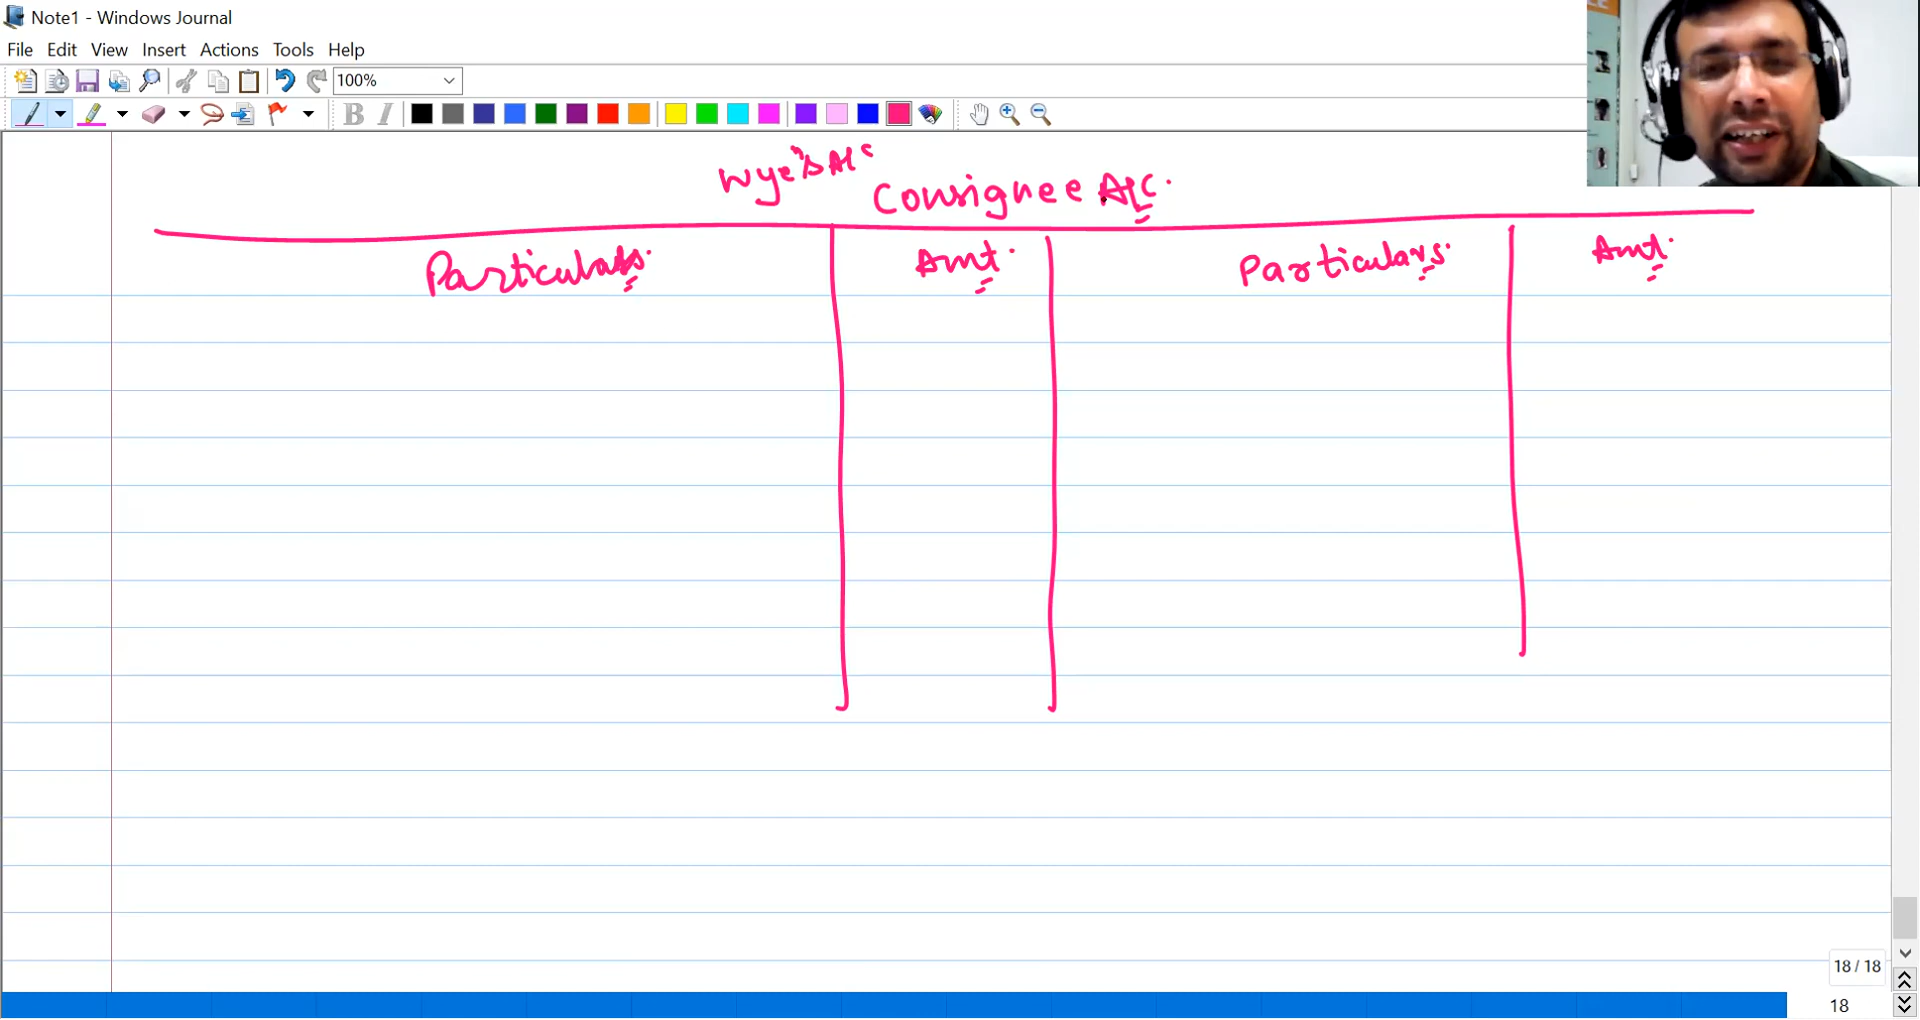 Note1 - Windows Journal
File Edit View Insert Actions Tools Help
100%
B I
Wye's A/c
Consignee A/c.
Particulars. Amt. Particulars. Amt.
18 / 18
18